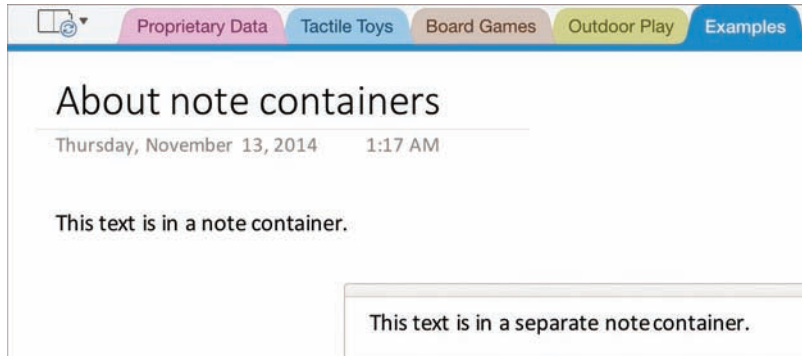 Proprietary Data Tactile Toys Board Games Outdoor Play Examples
About note containers
Thursday, November 13, 2014 1:17 AM
This text is in a note container.
This text is in a separate note container.